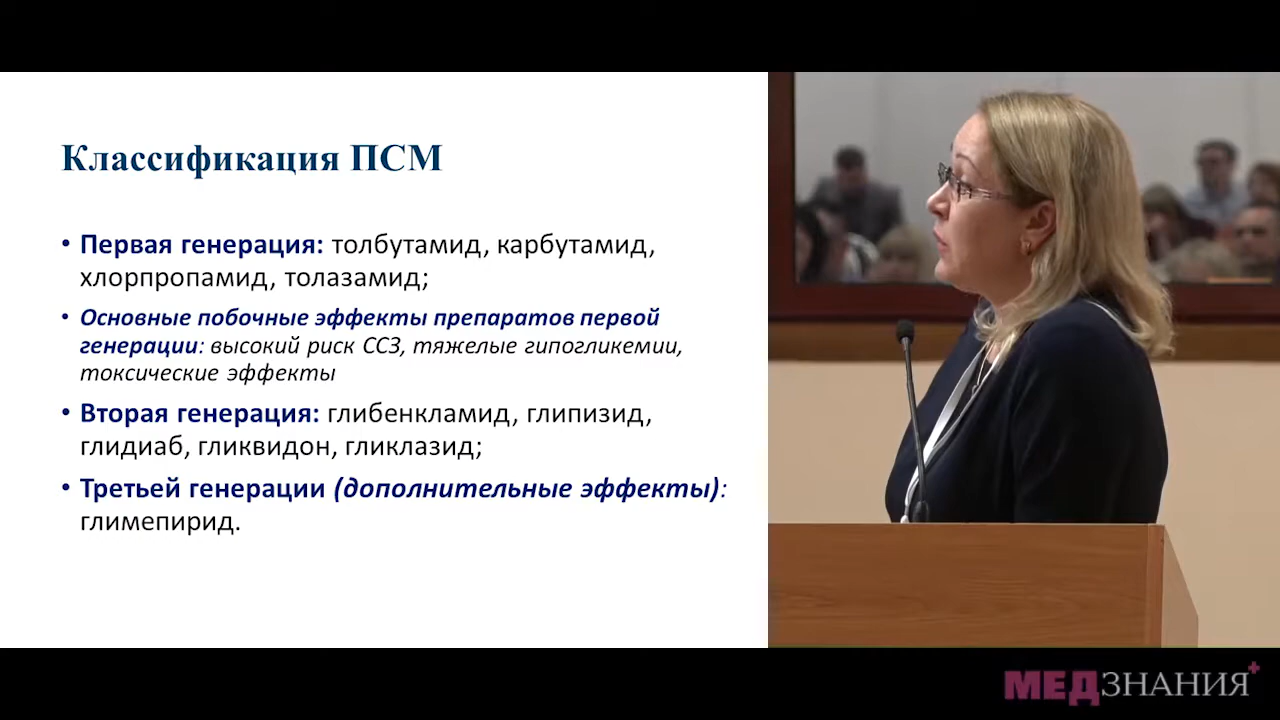 Классификация ПСМ
• Первая генерация: толбутамид, карбутамид,
хлорпропамид, толазамид;
• Основные побочные эффекты препаратов первой
генерации: высокий риск ССЗ, тяжелые гипогликемии,
токсические эффекты
• Вторая генерация: глибенкламид, глипизид,
глидиаб, гликвидон, гликлазид;
• Третьей генерации (дополнительные эффекты):
глимепирид.
МЕДЗНАНИЯ+